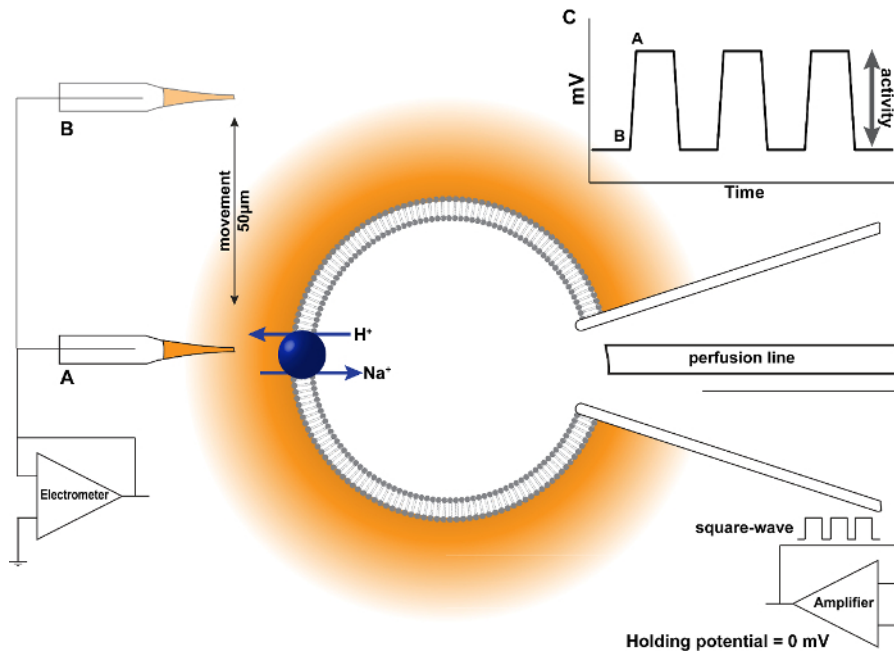 C
A
mV
B
activity
Time
B
movement
50µm
A
H⁺
Na⁺
perfusion line
Electrometer
square-wave
Amplifier
Holding potential = 0 mV